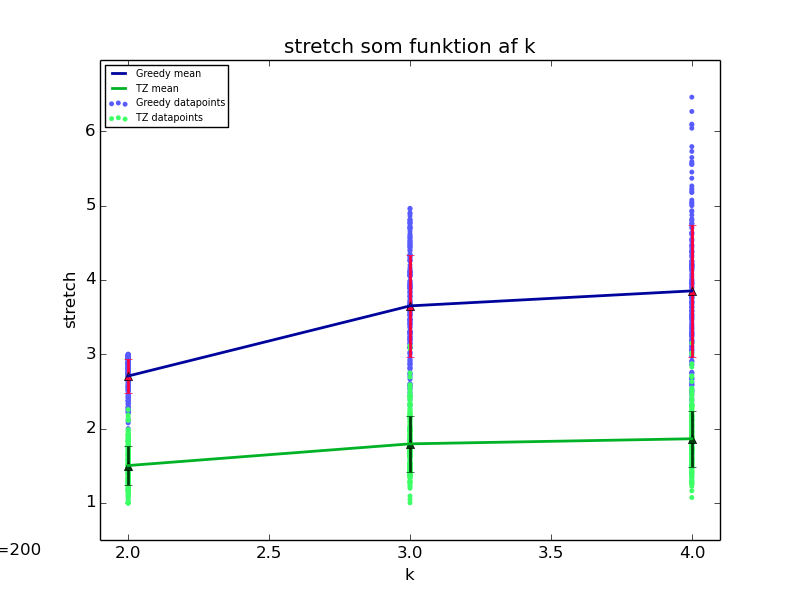 stretch som funktion af k
Greedy mean
TZ mean
Greedy datapoints
TZ datapoints
6
5
4
3
2
1
stretch
2.0 2.5 3.0 3.5 4.0
k
=200